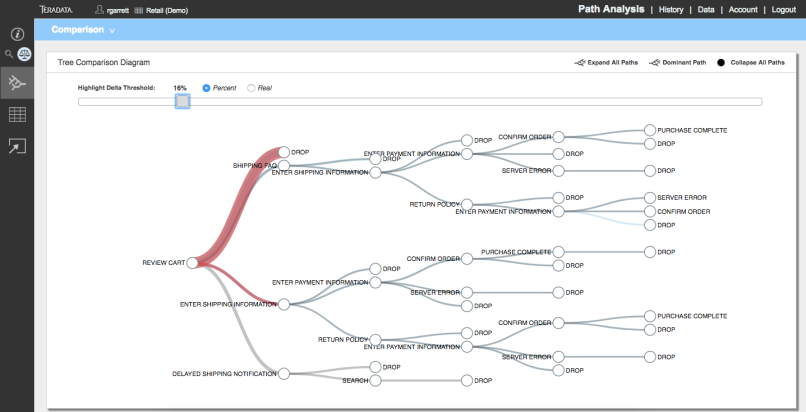 TERADATA.
rgarrett
Retail (Demo)
Path Analysis | History | Data | Account | Logout
Comparison
Tree Comparison Diagram
Expand All Paths
Dominant Path
Collapse All Paths
Highlight Delta Threshold: 16% Percent Real
REVIEW CART
DROP
SHIPPING FAQ
DROP
ENTER SHIPPING INFORMATION
DROP
ENTER PAYMENT INFORMATION
CONFIRM ORDER
PURCHASE COMPLETE
DROP
DROP
SERVER ERROR
DROP
RETURN POLICY
DROP
ENTER PAYMENT INFORMATION
SERVER ERROR
CONFIRM ORDER
DROP
ENTER SHIPPING INFORMATION
DROP
ENTER PAYMENT INFORMATION
CONFIRM ORDER
PURCHASE COMPLETE
DROP
DROP
SERVER ERROR
DROP
DROP
RETURN POLICY
DROP
ENTER PAYMENT INFORMATION
CONFIRM ORDER
PURCHASE COMPLETE
DROP
SERVER ERROR
DROP
DROP
DELAYED SHIPPING NOTIFICATION
DROP
SEARCH
DROP